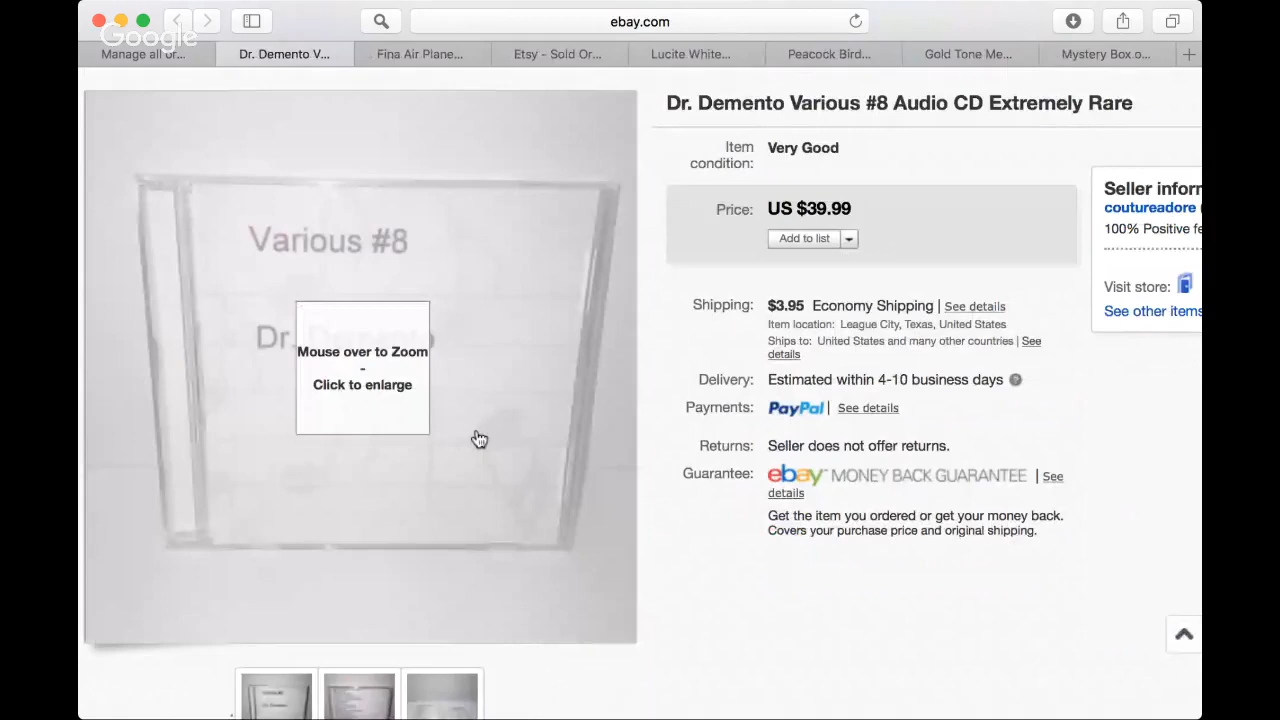 ebay.com
Google
Manage all or...
Dr. Demento V...
Fina Air Plane...
Etsy - Sold Or...
Lucite White...
Peacock Bird...
Gold Tone Me...
Mystery Box o...
Dr. Demento Various #8 Audio CD Extremely Rare
Item condition:
Very Good
Price: US $39.99
Add to list
Shipping: $3.95 Economy Shipping | See details
Item location: League City, Texas, United States
Ships to: United States and many other countries | See
details
Delivery: Estimated within 4-10 business days
Payments: PayPal | See details
Returns: Seller does not offer returns.
Guarantee: ebay MONEY BACK GUARANTEE | See
details
Get the item you ordered or get your money back.
Covers your purchase price and original shipping.
Seller inform
coutureadore
100% Positive fe
Visit store:
See other items
Various #8
Dr. Demento
Mouse over to Zoom
-
Click to enlarge